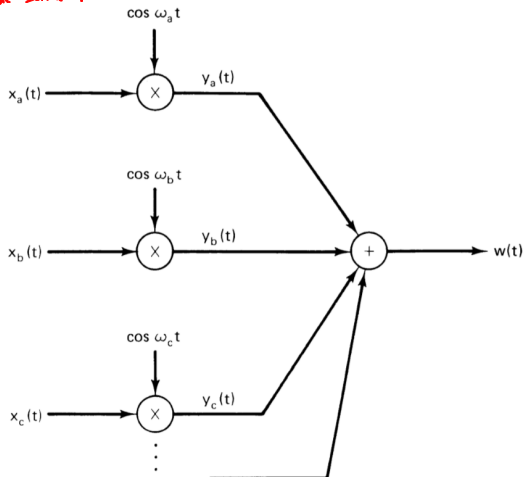 cos ω_a t
x_a(t)
×
y_a(t)
cos ω_b t
x_b(t)
×
y_b(t)
+
w(t)
cos ω_c t
x_c(t)
×
y_c(t)